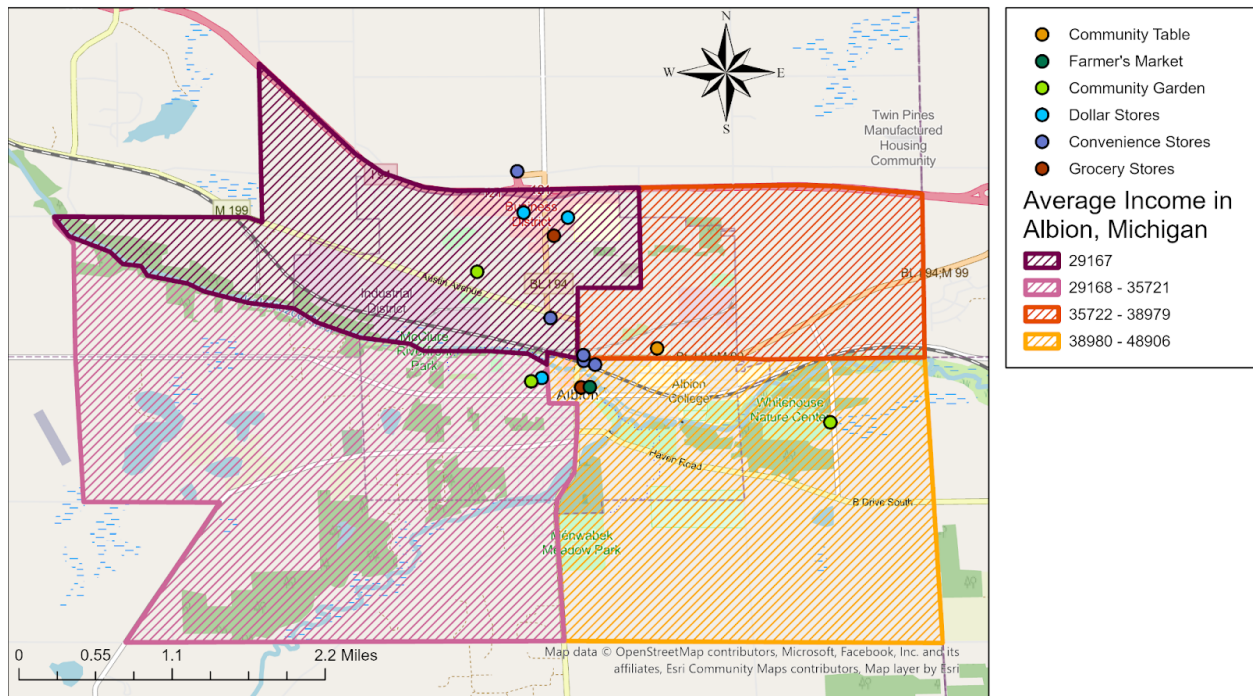 N
W
E
S
Twin Pines
Manufactured
Housing
Community
I 94
M 199
Business
District
BL I 94;M 99
Austin Avenue
BL I 94
Industrial
District
McClure
Park
Albion
Albion
College
Whitehouse
Nature Center
Haven Road
B Drive South
Menwabek
Meadow Park
0
0.55
1.1
2.2 Miles
Map data © OpenStreetMap contributors, Microsoft, Facebook, Inc. and its
affiliates, Esri Community Maps contributors, Map layer by Esri
Community Table
Farmer's Market
Community Garden
Dollar Stores
Convenience Stores
Grocery Stores
Average Income in
Albion, Michigan
29167
29168 - 35721
35722 - 38979
38980 - 48906